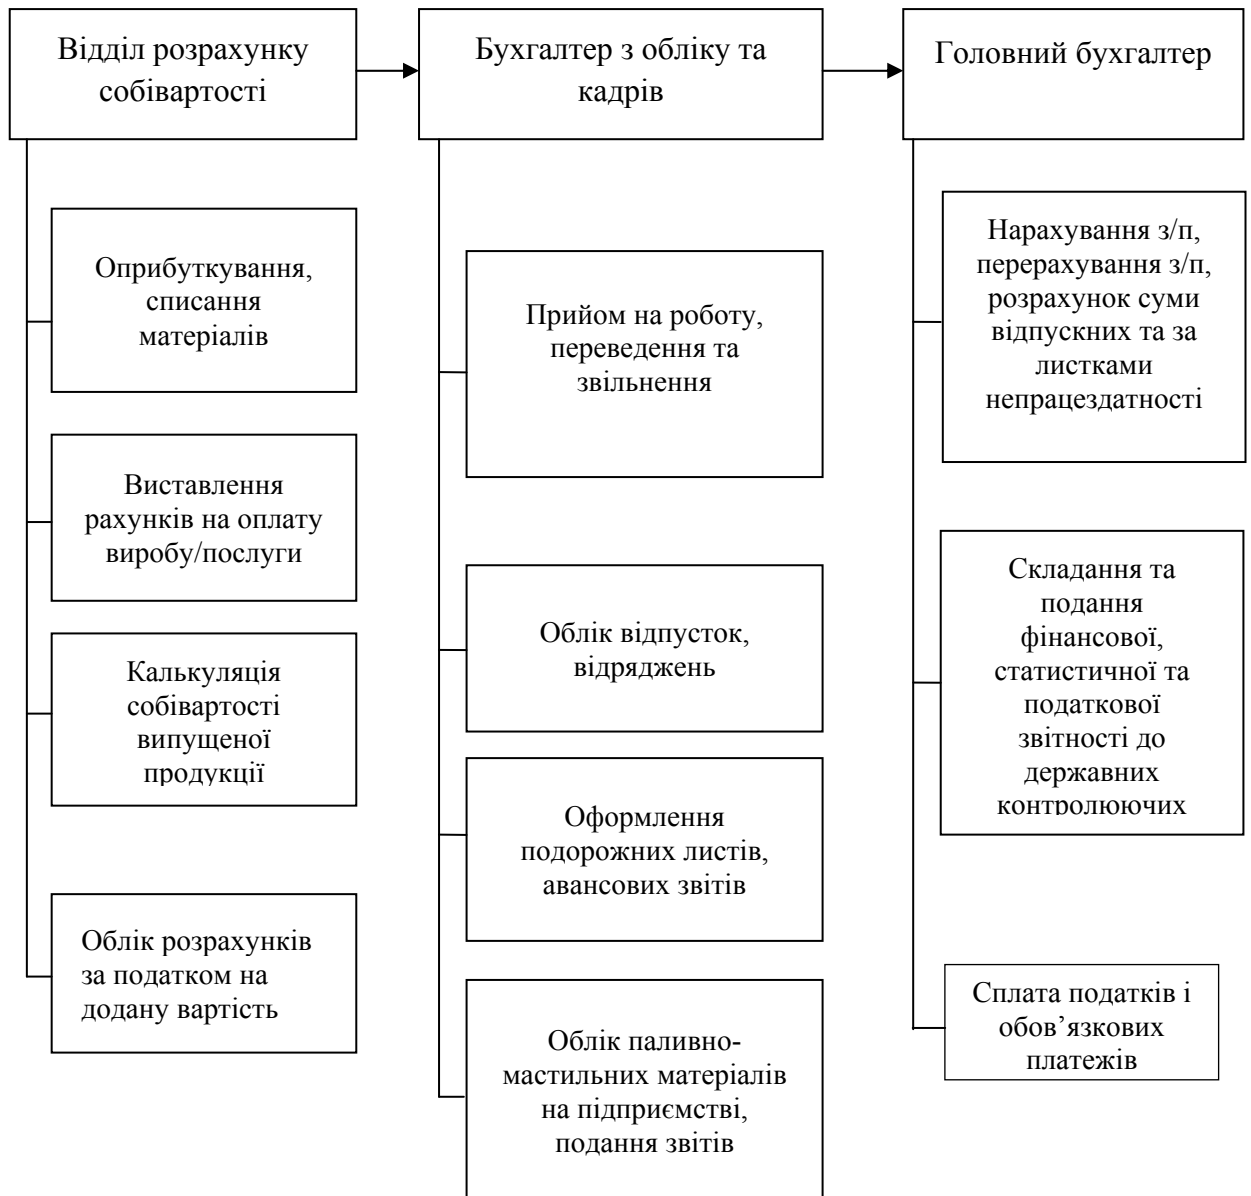 Відділ розрахунку
собівартості
Бухгалтер з обліку та
кадрів
Головний бухгалтер
Оприбуткування,
списання
матеріалів
Виставлення
рахунків на оплату
виробу/послуги
Калькуляція
собівартості
випущеної
продукції
Облік розрахунків
за податком на
додану вартість
Прийом на роботу,
переведення та
звільнення
Облік відпусток,
відряджень
Оформлення
подорожних листів,
авансових звітів
Облік паливно-
мастильних матеріалів
на підприємстві,
подання звітів
Нарахування з/п,
перерахування з/п,
розрахунок суми
відпускних та за
листками
непрацездатності
Складання та
подання
фінансової,
статистичної та
податкової
звітності до
державних
контролюючих
Сплата податків і
обов’язкових
платежів